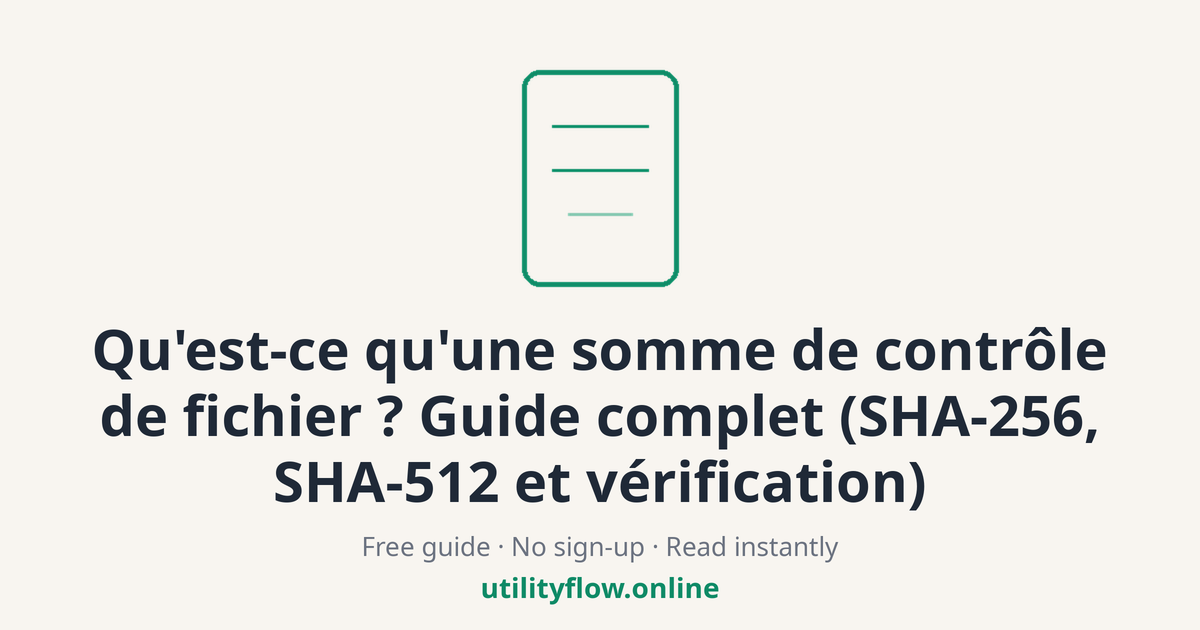 Qu'est-ce qu'une somme de contrôle
de fichier ? Guide complet (SHA-256,
SHA-512 et vérification)
Free guide · No sign-up · Read instantly
utilityflow.online